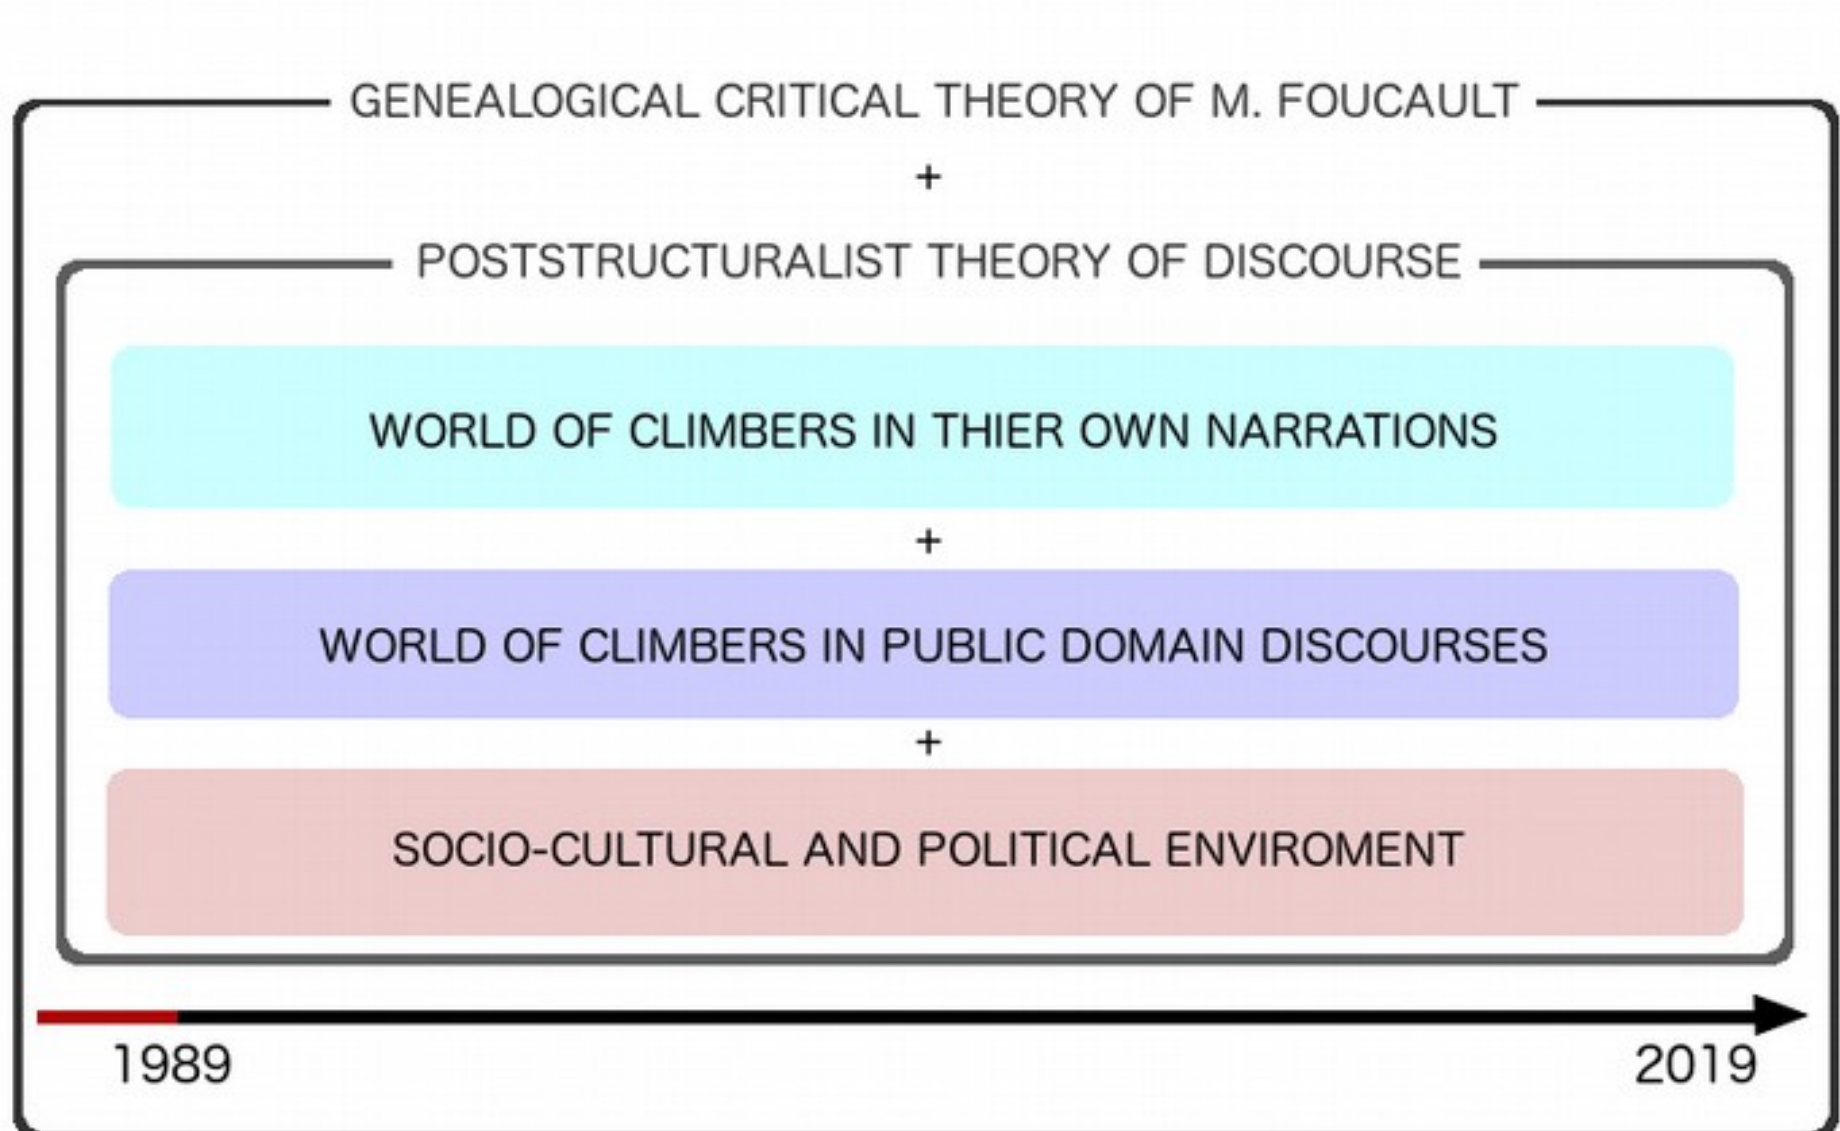 GENEALOGICAL CRITICAL THEORY OF M. FOUCAULT
+
POSTSTRUCTURALIST THEORY OF DISCOURSE
WORLD OF CLIMBERS IN THIER OWN NARRATIONS
+
WORLD OF CLIMBERS IN PUBLIC DOMAIN DISCOURSES
+
SOCIO-CULTURAL AND POLITICAL ENVIROMENT
1989 2019